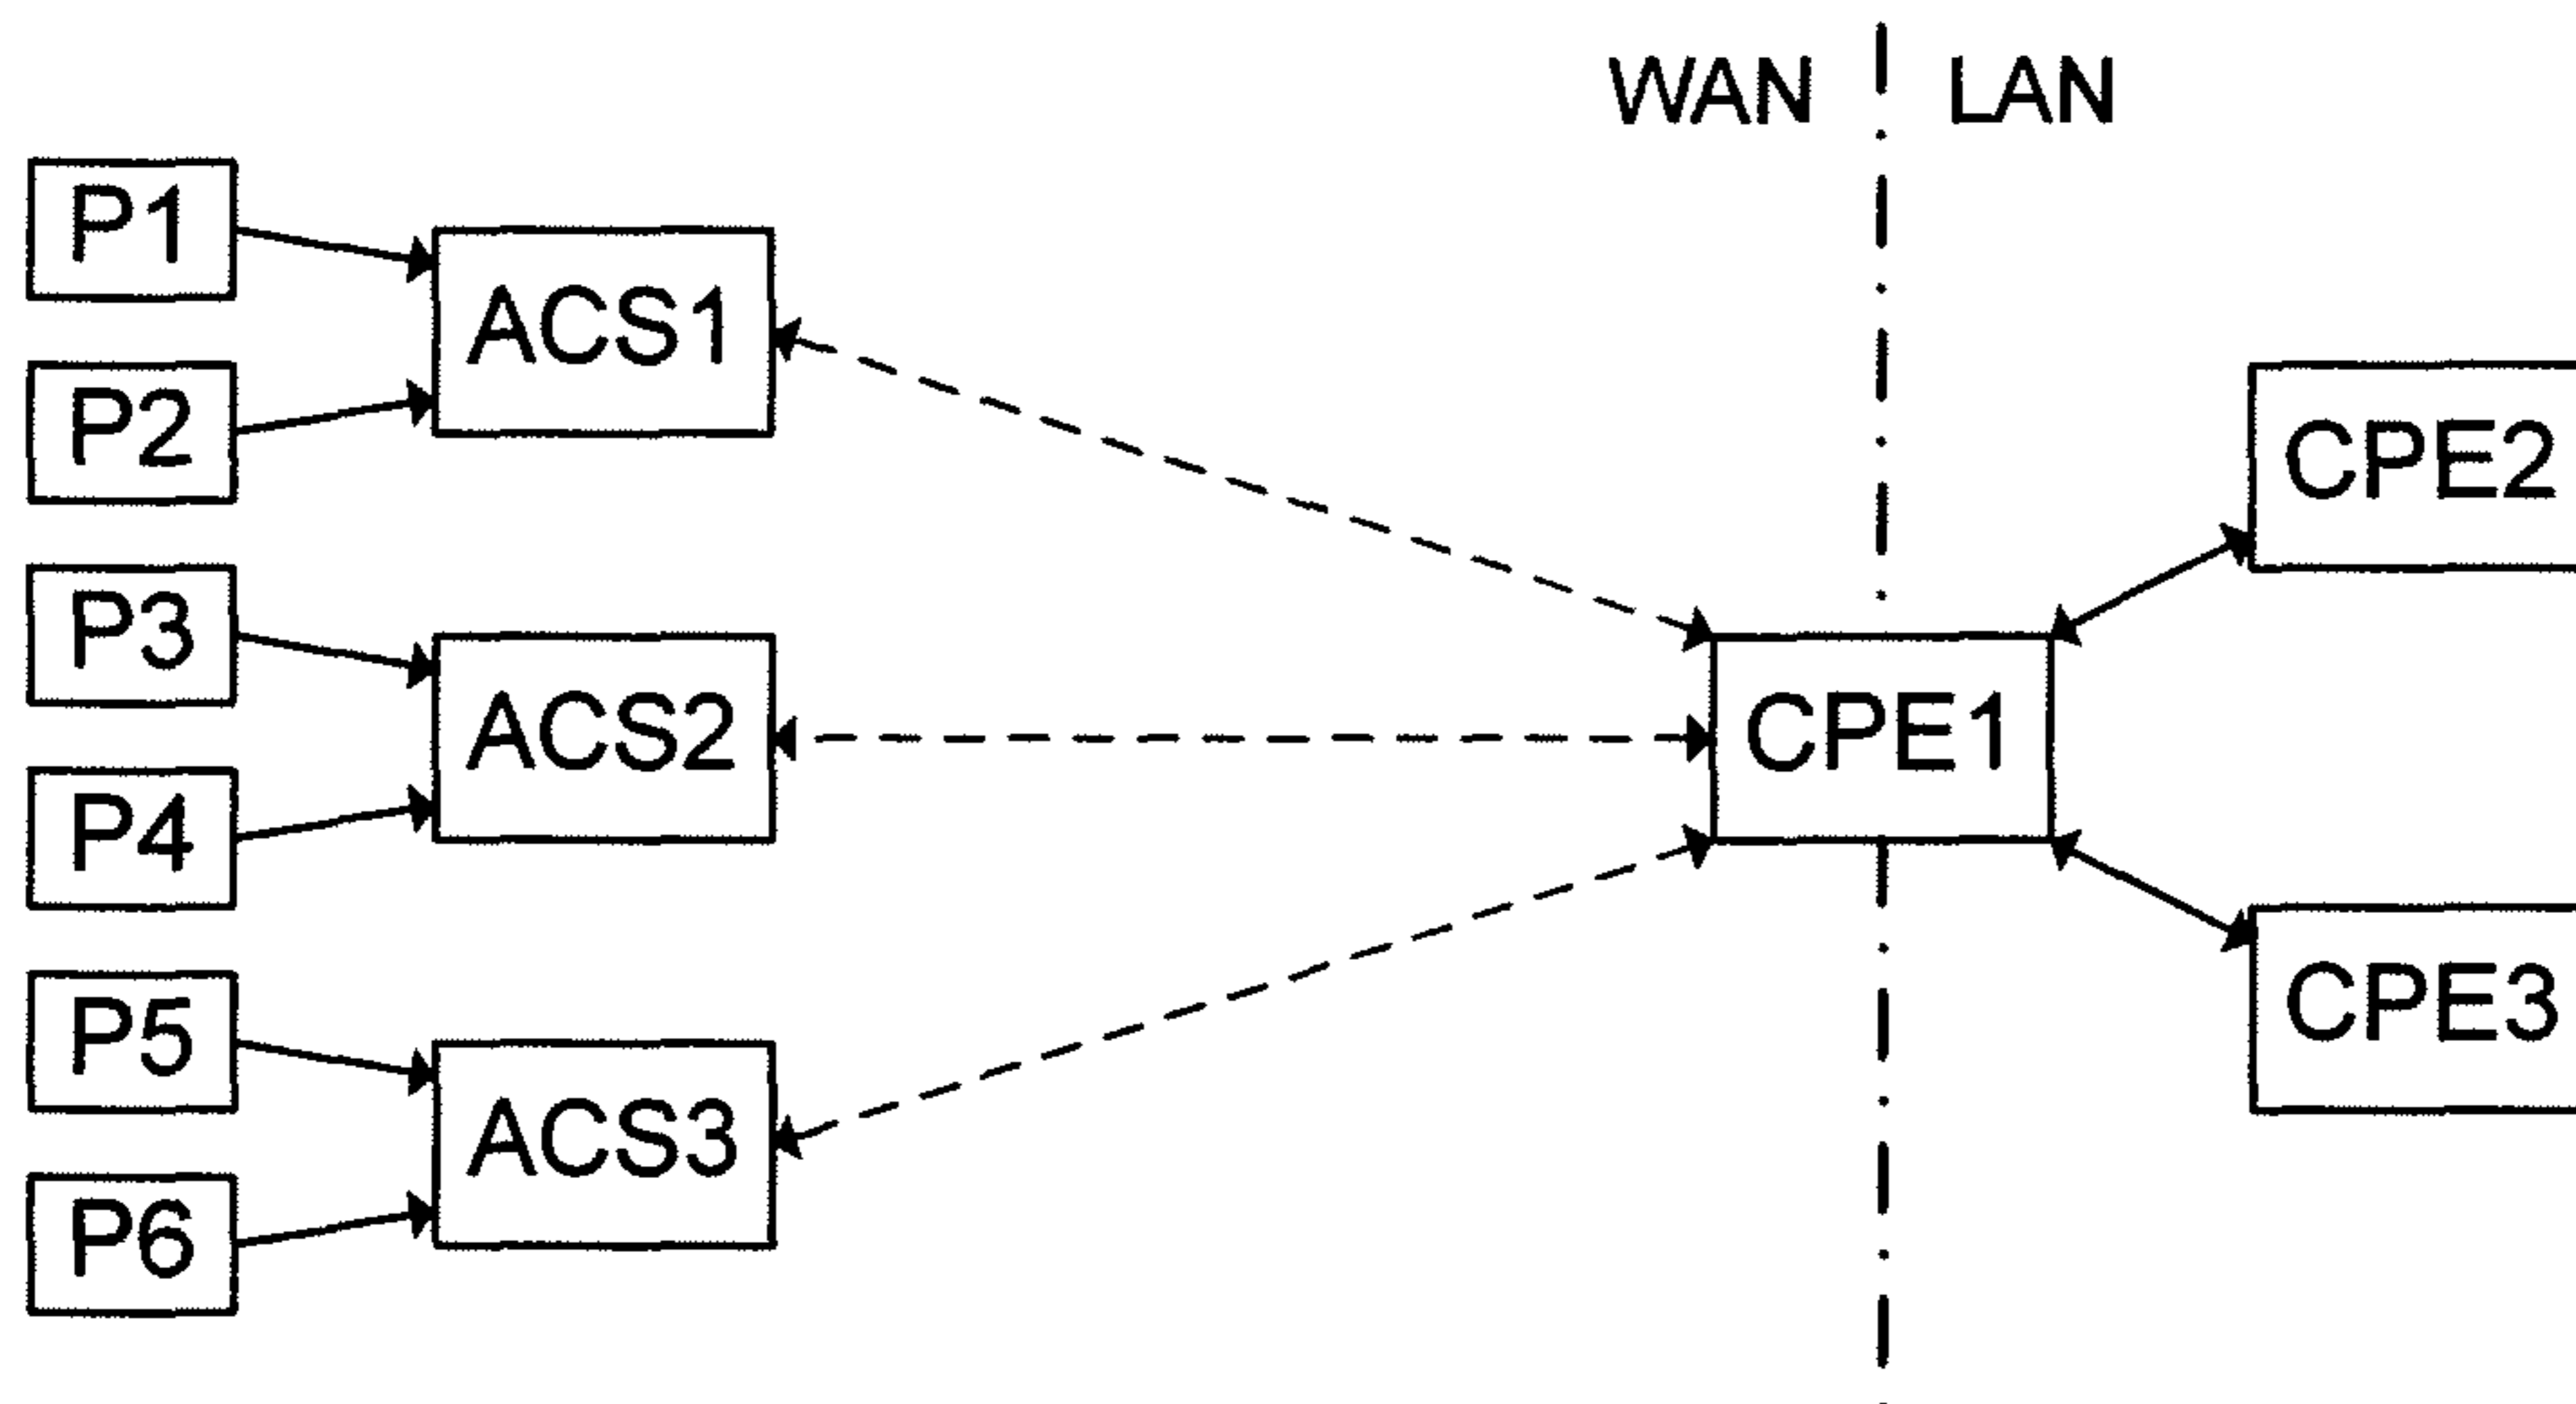 WAN
LAN
P1
ACS1
P2
CPE2
P3
ACS2
CPE1
P4
P5
CPE3
ACS3
P6